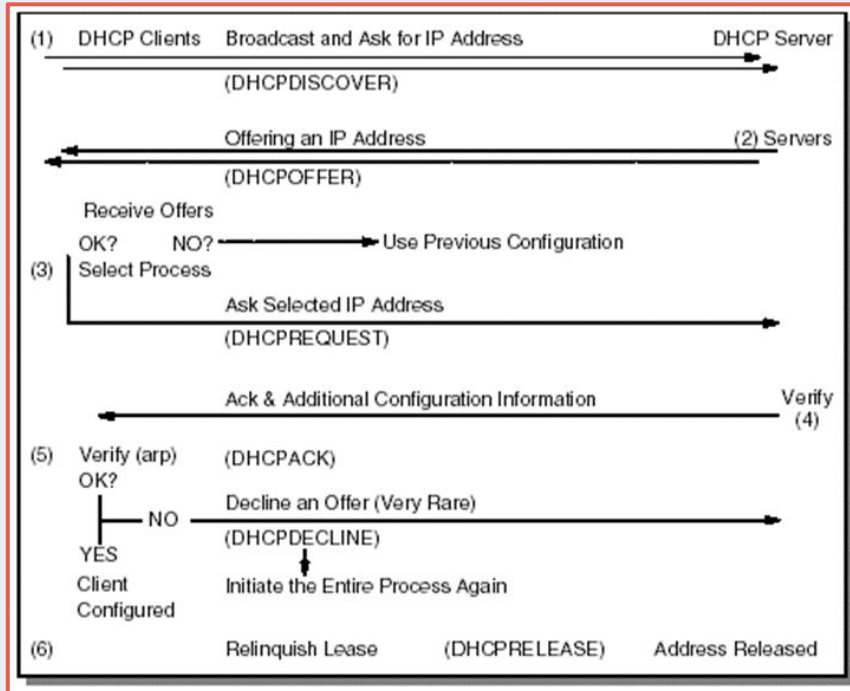 (1) DHCP Clients Broadcast and Ask for IP Address DHCP Server
(DHCPDISCOVER)
Offering an IP Address (2) Servers
(DHCPOFFER)
Receive Offers
OK? NO? Use Previous Configuration
(3) Select Process
Ask Selected IP Address
(DHCPREQUEST)
Ack & Additional Configuration Information Verify
(4)
(5) Verify (arp) (DHCPACK)
OK?
Decline an Offer (Very Rare)
NO
(DHCPDECLINE)
YES
Client Initiate the Entire Process Again
Configured
(6) Relinquish Lease (DHCPRELEASE) Address Released